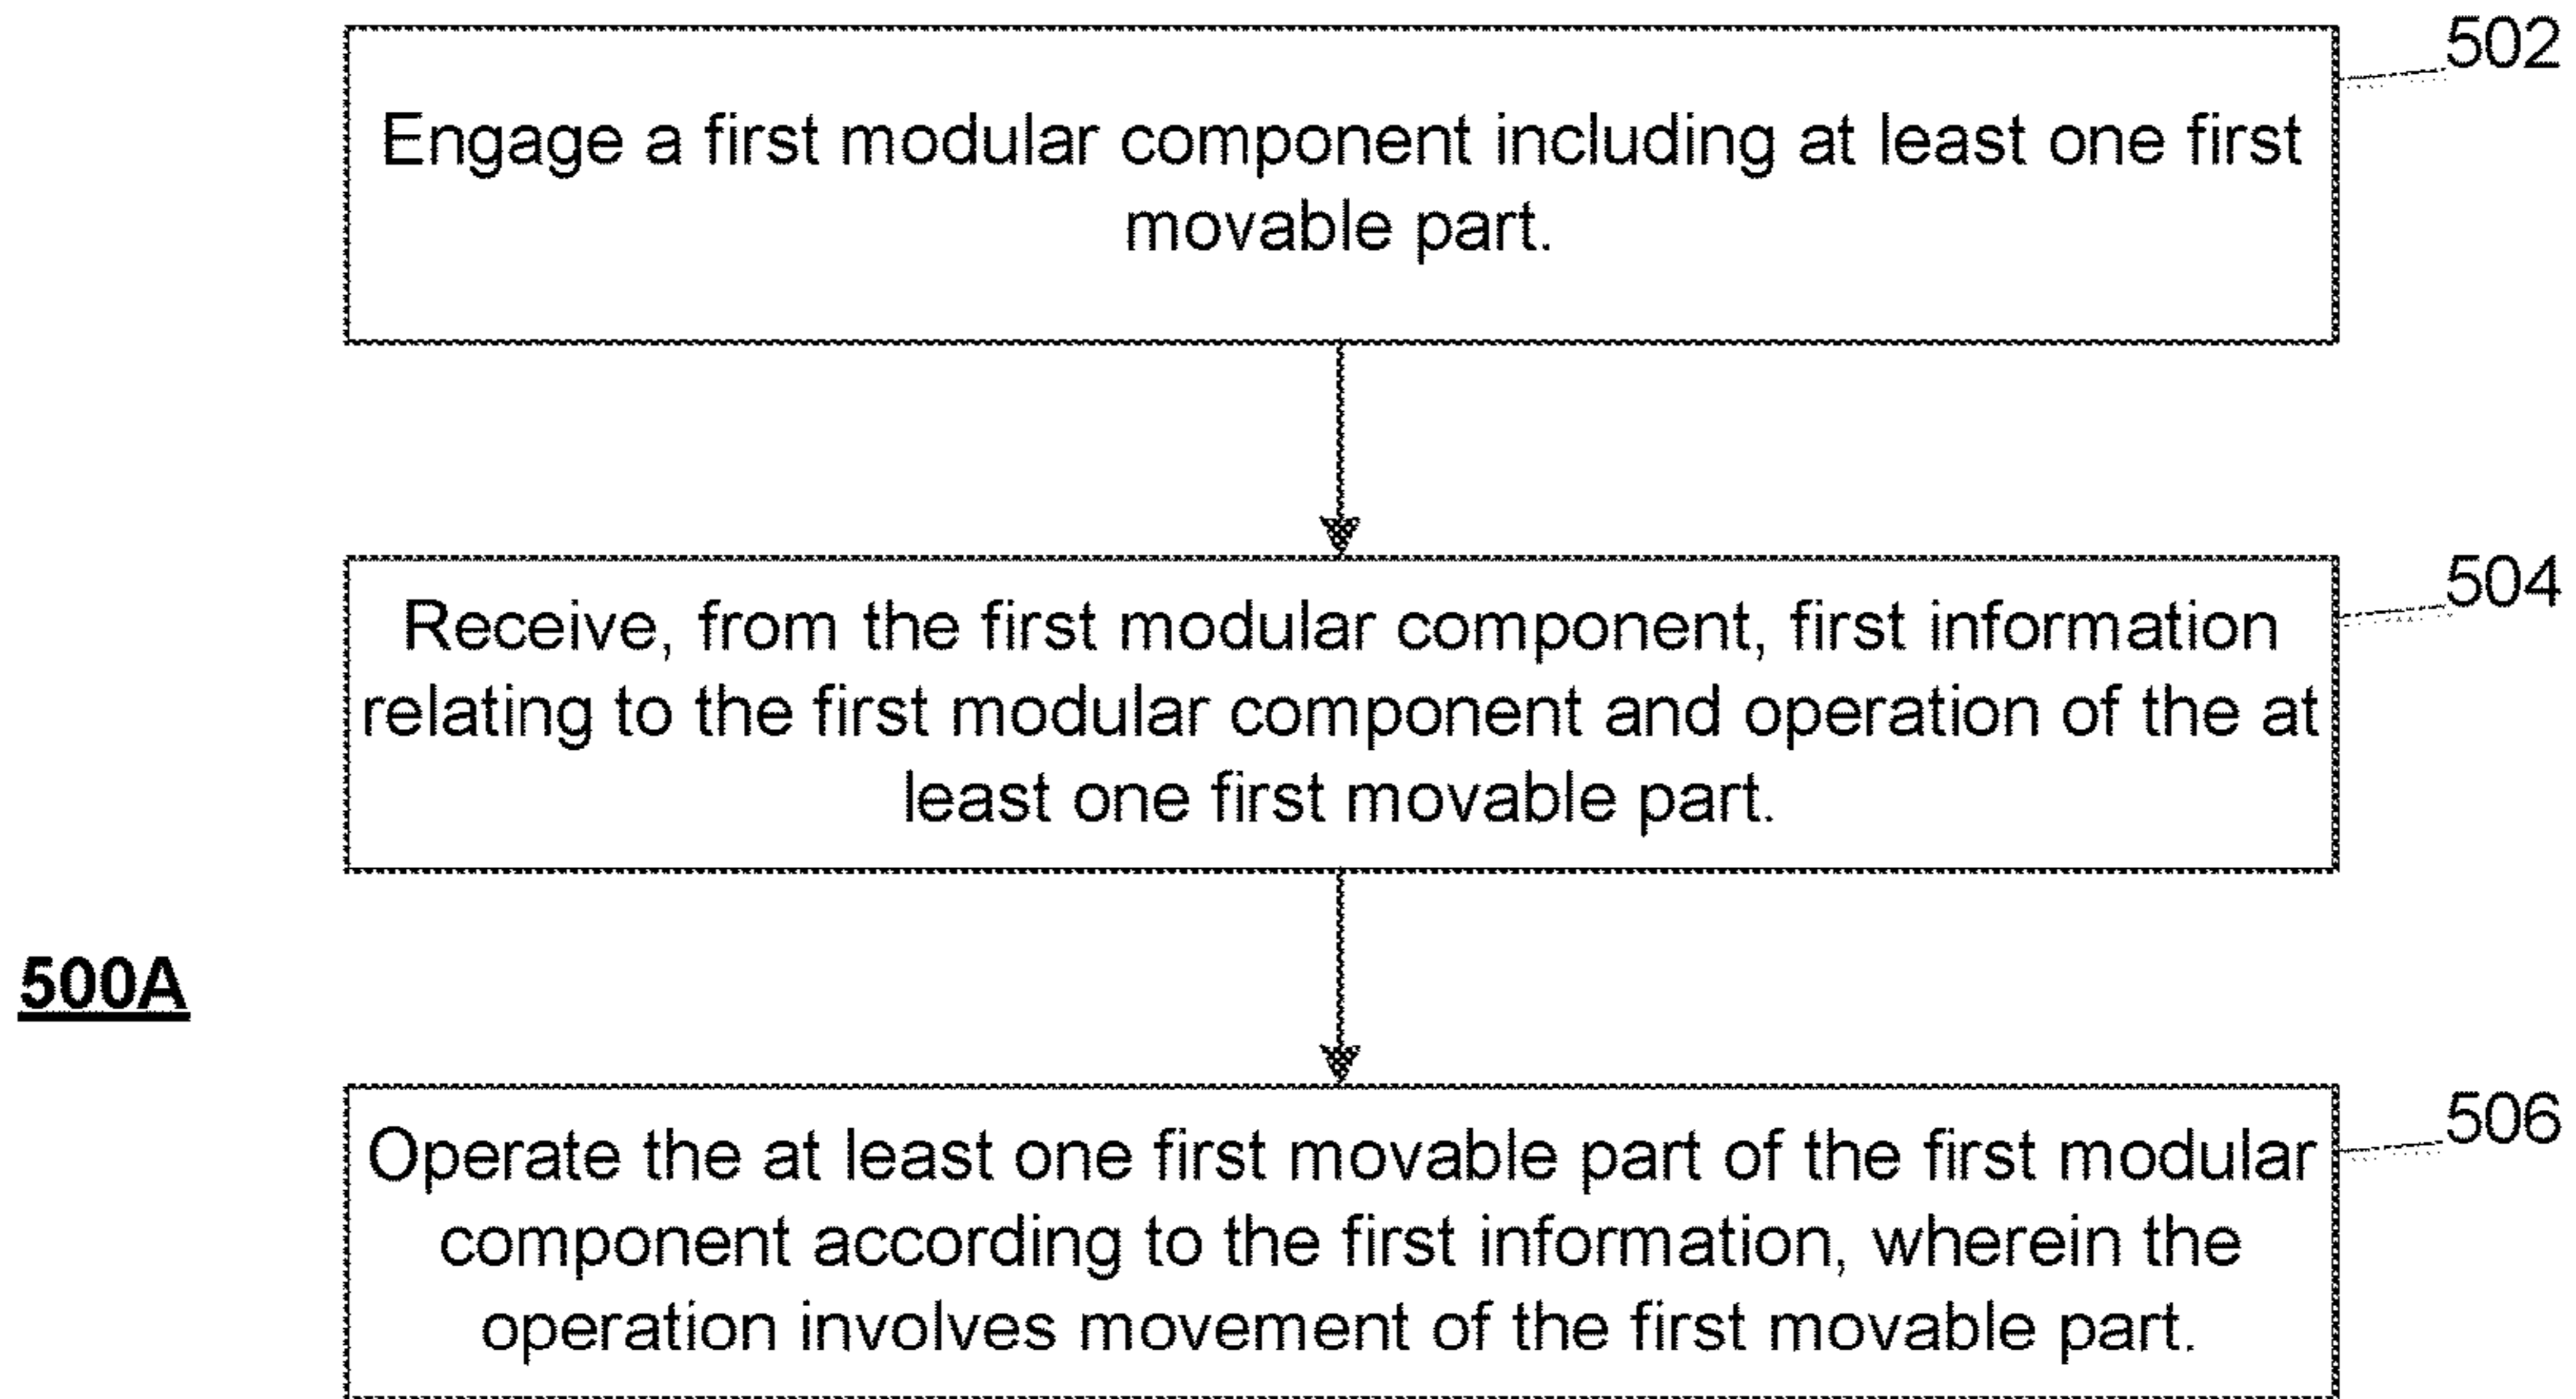 502
Engage a first modular component including at least one first
movable part.
504
Receive, from the first modular component, first information
relating to the first modular component and operation of the at
least one first movable part.
500A
506
Operate the at least one first movable part of the first modular
component according to the first information, wherein the
operation involves movement of the first movable part.